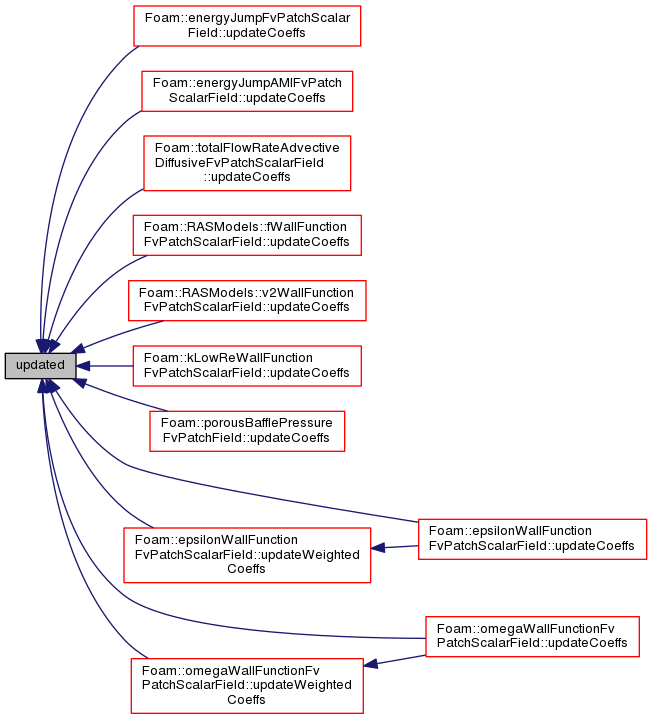 Foam::energyJumpFvPatchScalar
Field::updateCoeffs
Foam::energyJumpAMIFvPatch
ScalarField::updateCoeffs
Foam::totalFlowRateAdvective
DiffusiveFvPatchScalarField
::updateCoeffs
Foam::RASModels::fWallFunction
FvPatchScalarField::updateCoeffs
Foam::RASModels::v2WallFunction
FvPatchScalarField::updateCoeffs
updated
Foam::kLowReWallFunction
FvPatchScalarField::updateCoeffs
Foam::porousBafflePressure
FvPatchField::updateCoeffs
Foam::epsilonWallFunction
FvPatchScalarField::updateWeighted
Coeffs
Foam::epsilonWallFunction
FvPatchScalarField::updateCoeffs
Foam::omegaWallFunctionFv
PatchScalarField::updateCoeffs
Foam::omegaWallFunctionFv
PatchScalarField::updateWeighted
Coeffs